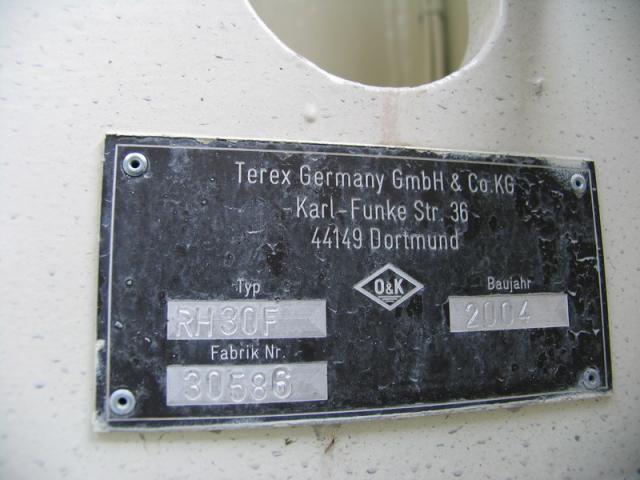 Terex Germany GmbH & Co.KG
Karl-Funke Str. 36
44149 Dortmund
O&K
Typ
RH30F
Baujahr
2004
Fabrik Nr.
30586